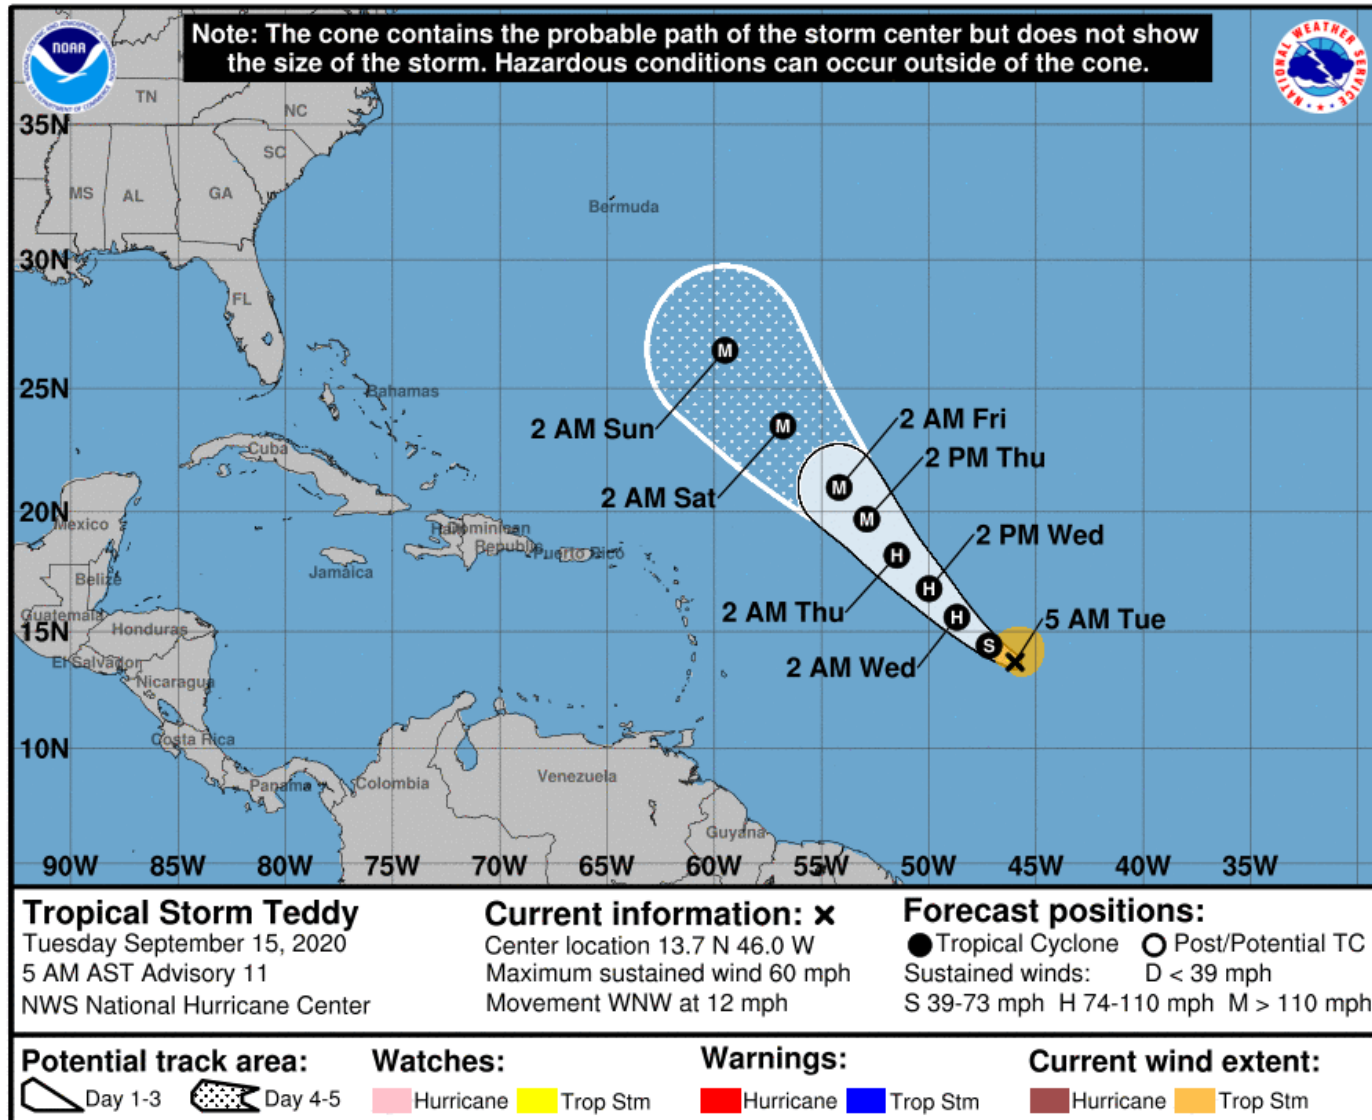 Note: The cone contains the probable path of the storm center but does not show
the size of the storm. Hazardous conditions can occur outside of the cone.
NOAA
NATIONAL WEATHER SERVICE
TN
NC
35N
SC
MS
AL
GA
Bermuda
30N
FL
25N
Bahamas
2 AM Sun
M
M
2 AM Fri
2 PM Thu
Cuba
2 AM Sat
M
20N
M
Mexico
Dominican
Republic
Puerto Rico
H
2 PM Wed
Jamaica
Belize
H
2 AM Thu
Guatemala
H
5 AM Tue
15N
Honduras
S
El Salvador
2 AM Wed
Nicaragua
Costa Rica
10N
Panama
Colombia
Venezuela
Guyana
90W 85W 80W 75W 70W 65W 60W 55W 50W 45W 40W 35W
Tropical Storm Teddy
Tuesday September 15, 2020
5 AM AST Advisory 11
NWS National Hurricane Center
Current information: ×
Center location 13.7 N 46.0 W
Maximum sustained wind 60 mph
Movement WNW at 12 mph
Forecast positions:
Tropical Cyclone Post/Potential TC
Sustained winds: D < 39 mph
S 39-73 mph H 74-110 mph M > 110 mph
Potential track area:
Day 1-3 Day 4-5
Watches:
Hurricane Trop Stm
Warnings:
Hurricane Trop Stm
Current wind extent:
Hurricane Trop Stm